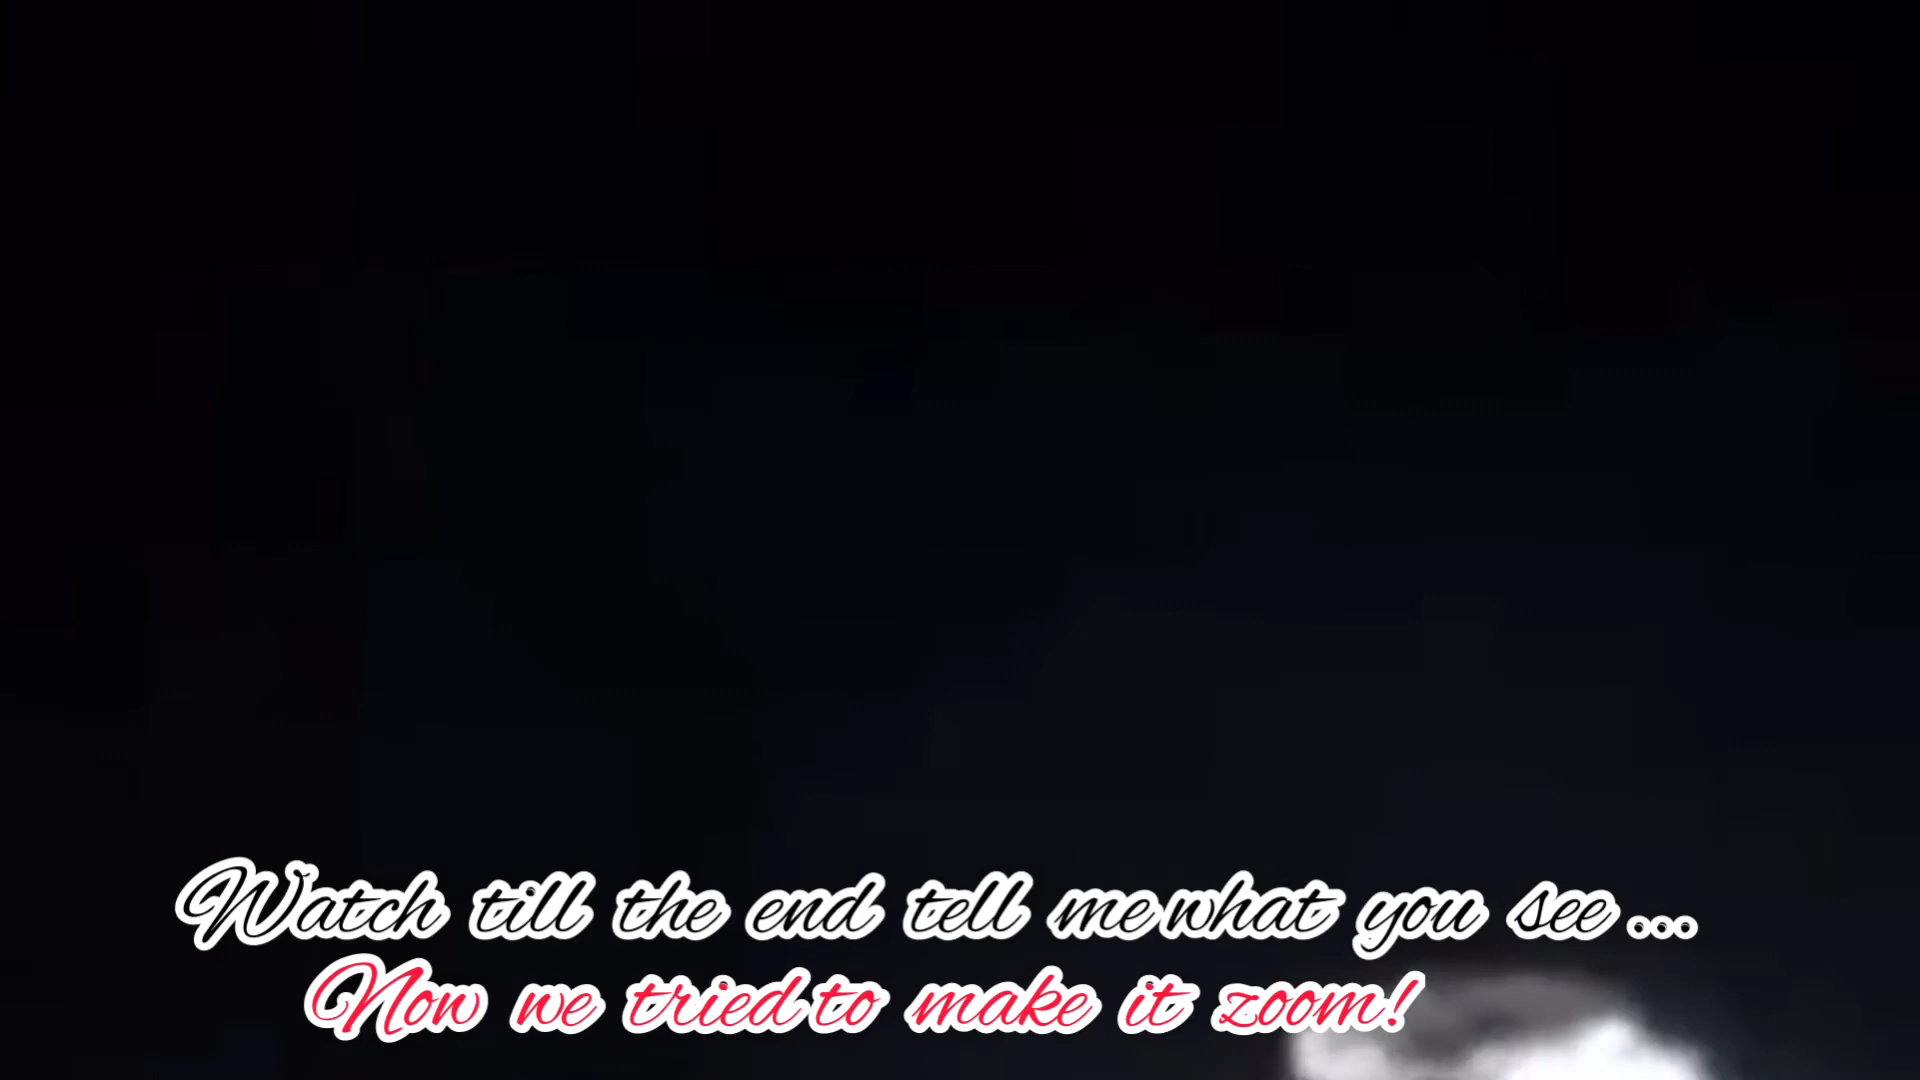 Watch till the end tell me what you see ...
Now we tried to make it zoom!